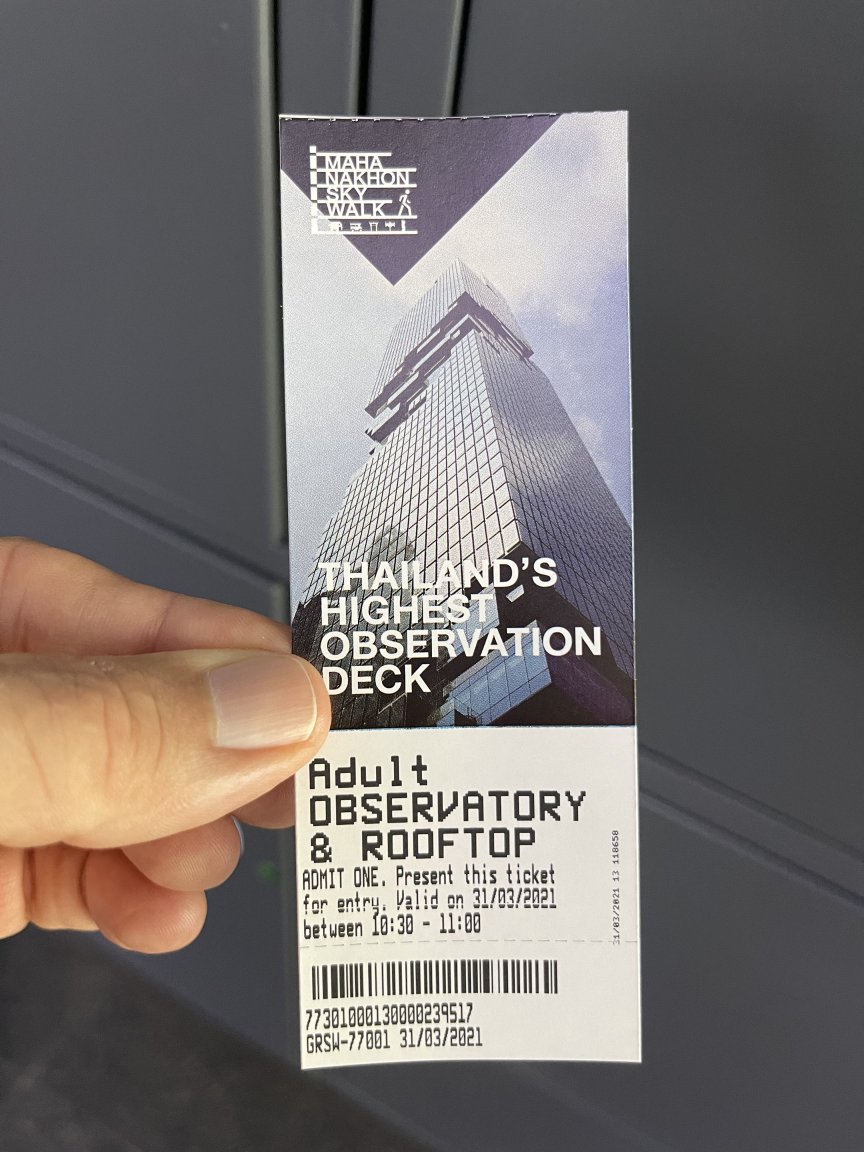 MAHA
NAKHON
SKY
WALK
THAILAND'S
HIGHEST
OBSERVATION
DECK
Adult
OBSERVATORY
& ROOFTOP
ADMIT ONE. Present this ticket
for entry. Valid on 31/03/2021
between 10:30 - 11:00
31/03/2021 13 118658
77301000130000239517
GRSW-77001 31/03/2021